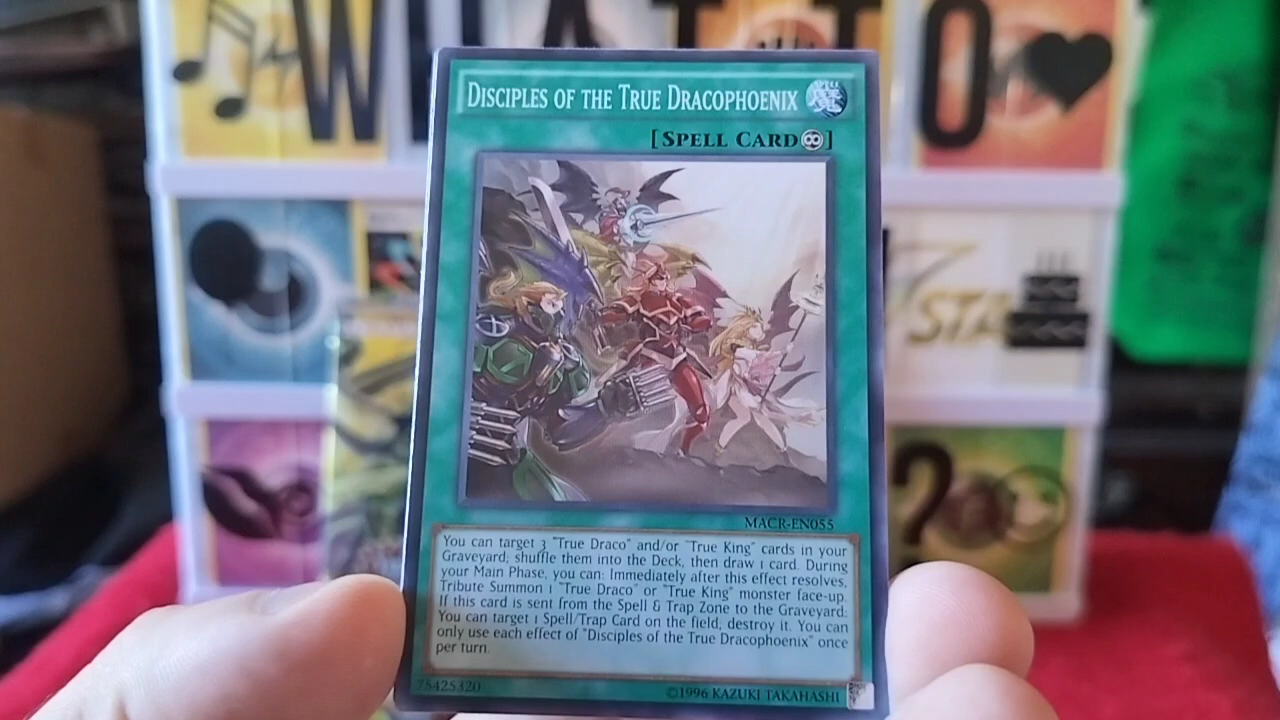 DISCIPLES OF THE TRUE DRACOPHOENIX
[SPELL CARD]
MACR-EN055
You can target 3 "True Draco" and/or "True King" cards in your
Graveyard; shuffle them into the Deck, then draw 1 card. During
your Main Phase, you can: Immediately after this effect resolves,
Tribute Summon 1 "True Draco" or "True King" monster face-up.
If this card is sent from the Spell & Trap Zone to the Graveyard:
You can target 1 Spell/Trap Card on the field; destroy it. You can
only use each effect of "Disciples of the True Dracophoenix" once
per turn.
75425320
©1996 KAZUKI TAKAHASHI